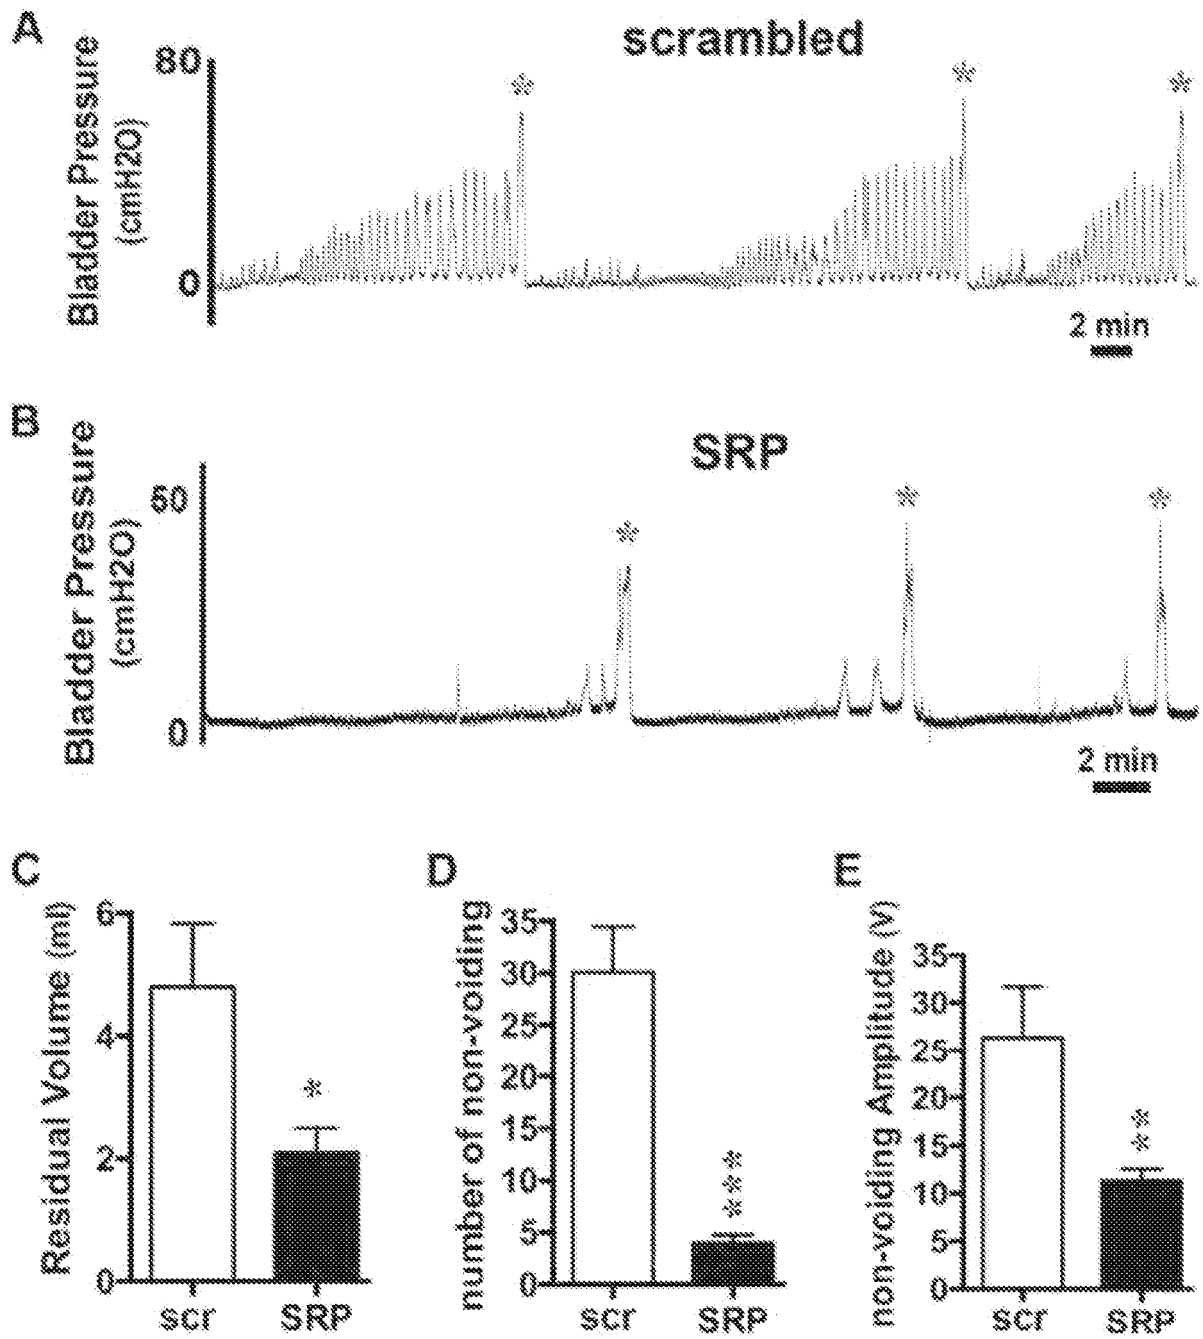 A
scrambled
Bladder Pressure
(cmH2O)
80
0
* * *
2 min
B
SRP
Bladder Pressure
(cmH2O)
50
0
* * *
2 min
C
Residual Volume (ml)
6
4
2
0
*
scr
SRP
D
number of non-voiding
35
30
25
20
15
10
5
0
***
scr
SRP
E
non-voiding Amplitude (V)
35
30
25
20
15
10
5
0
**
scr
SRP